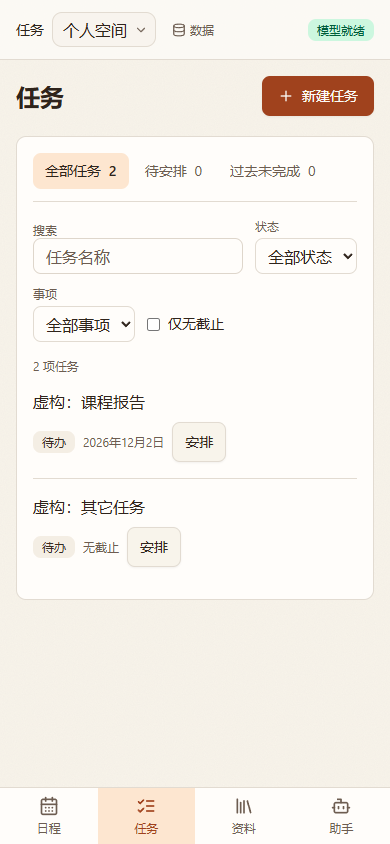 任务 个人空间 数据 模型就绪
任务 新建任务
全部任务 2 待安排 0 过去未完成 0
搜索 状态
任务名称 全部状态
事项
全部事项 仅无截止
2 项任务
虚构：课程报告
待办 2026年12月2日 安排
虚构：其它任务
待办 无截止 安排
日程 任务 资料 助手